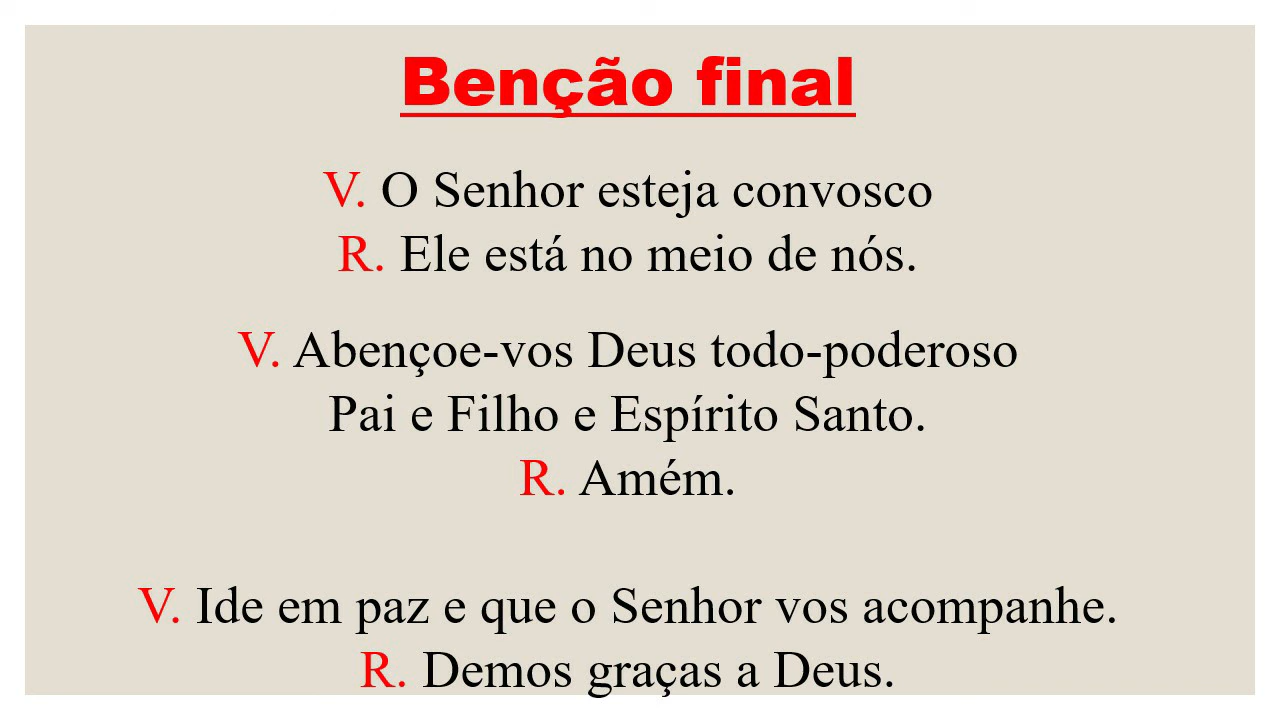 Benção final
V. O Senhor esteja convosco
R. Ele está no meio de nós.
V. Abençoe-vos Deus todo-poderoso
Pai e Filho e Espírito Santo.
R. Amém.
V. Ide em paz e que o Senhor vos acompanhe.
R. Demos graças a Deus.